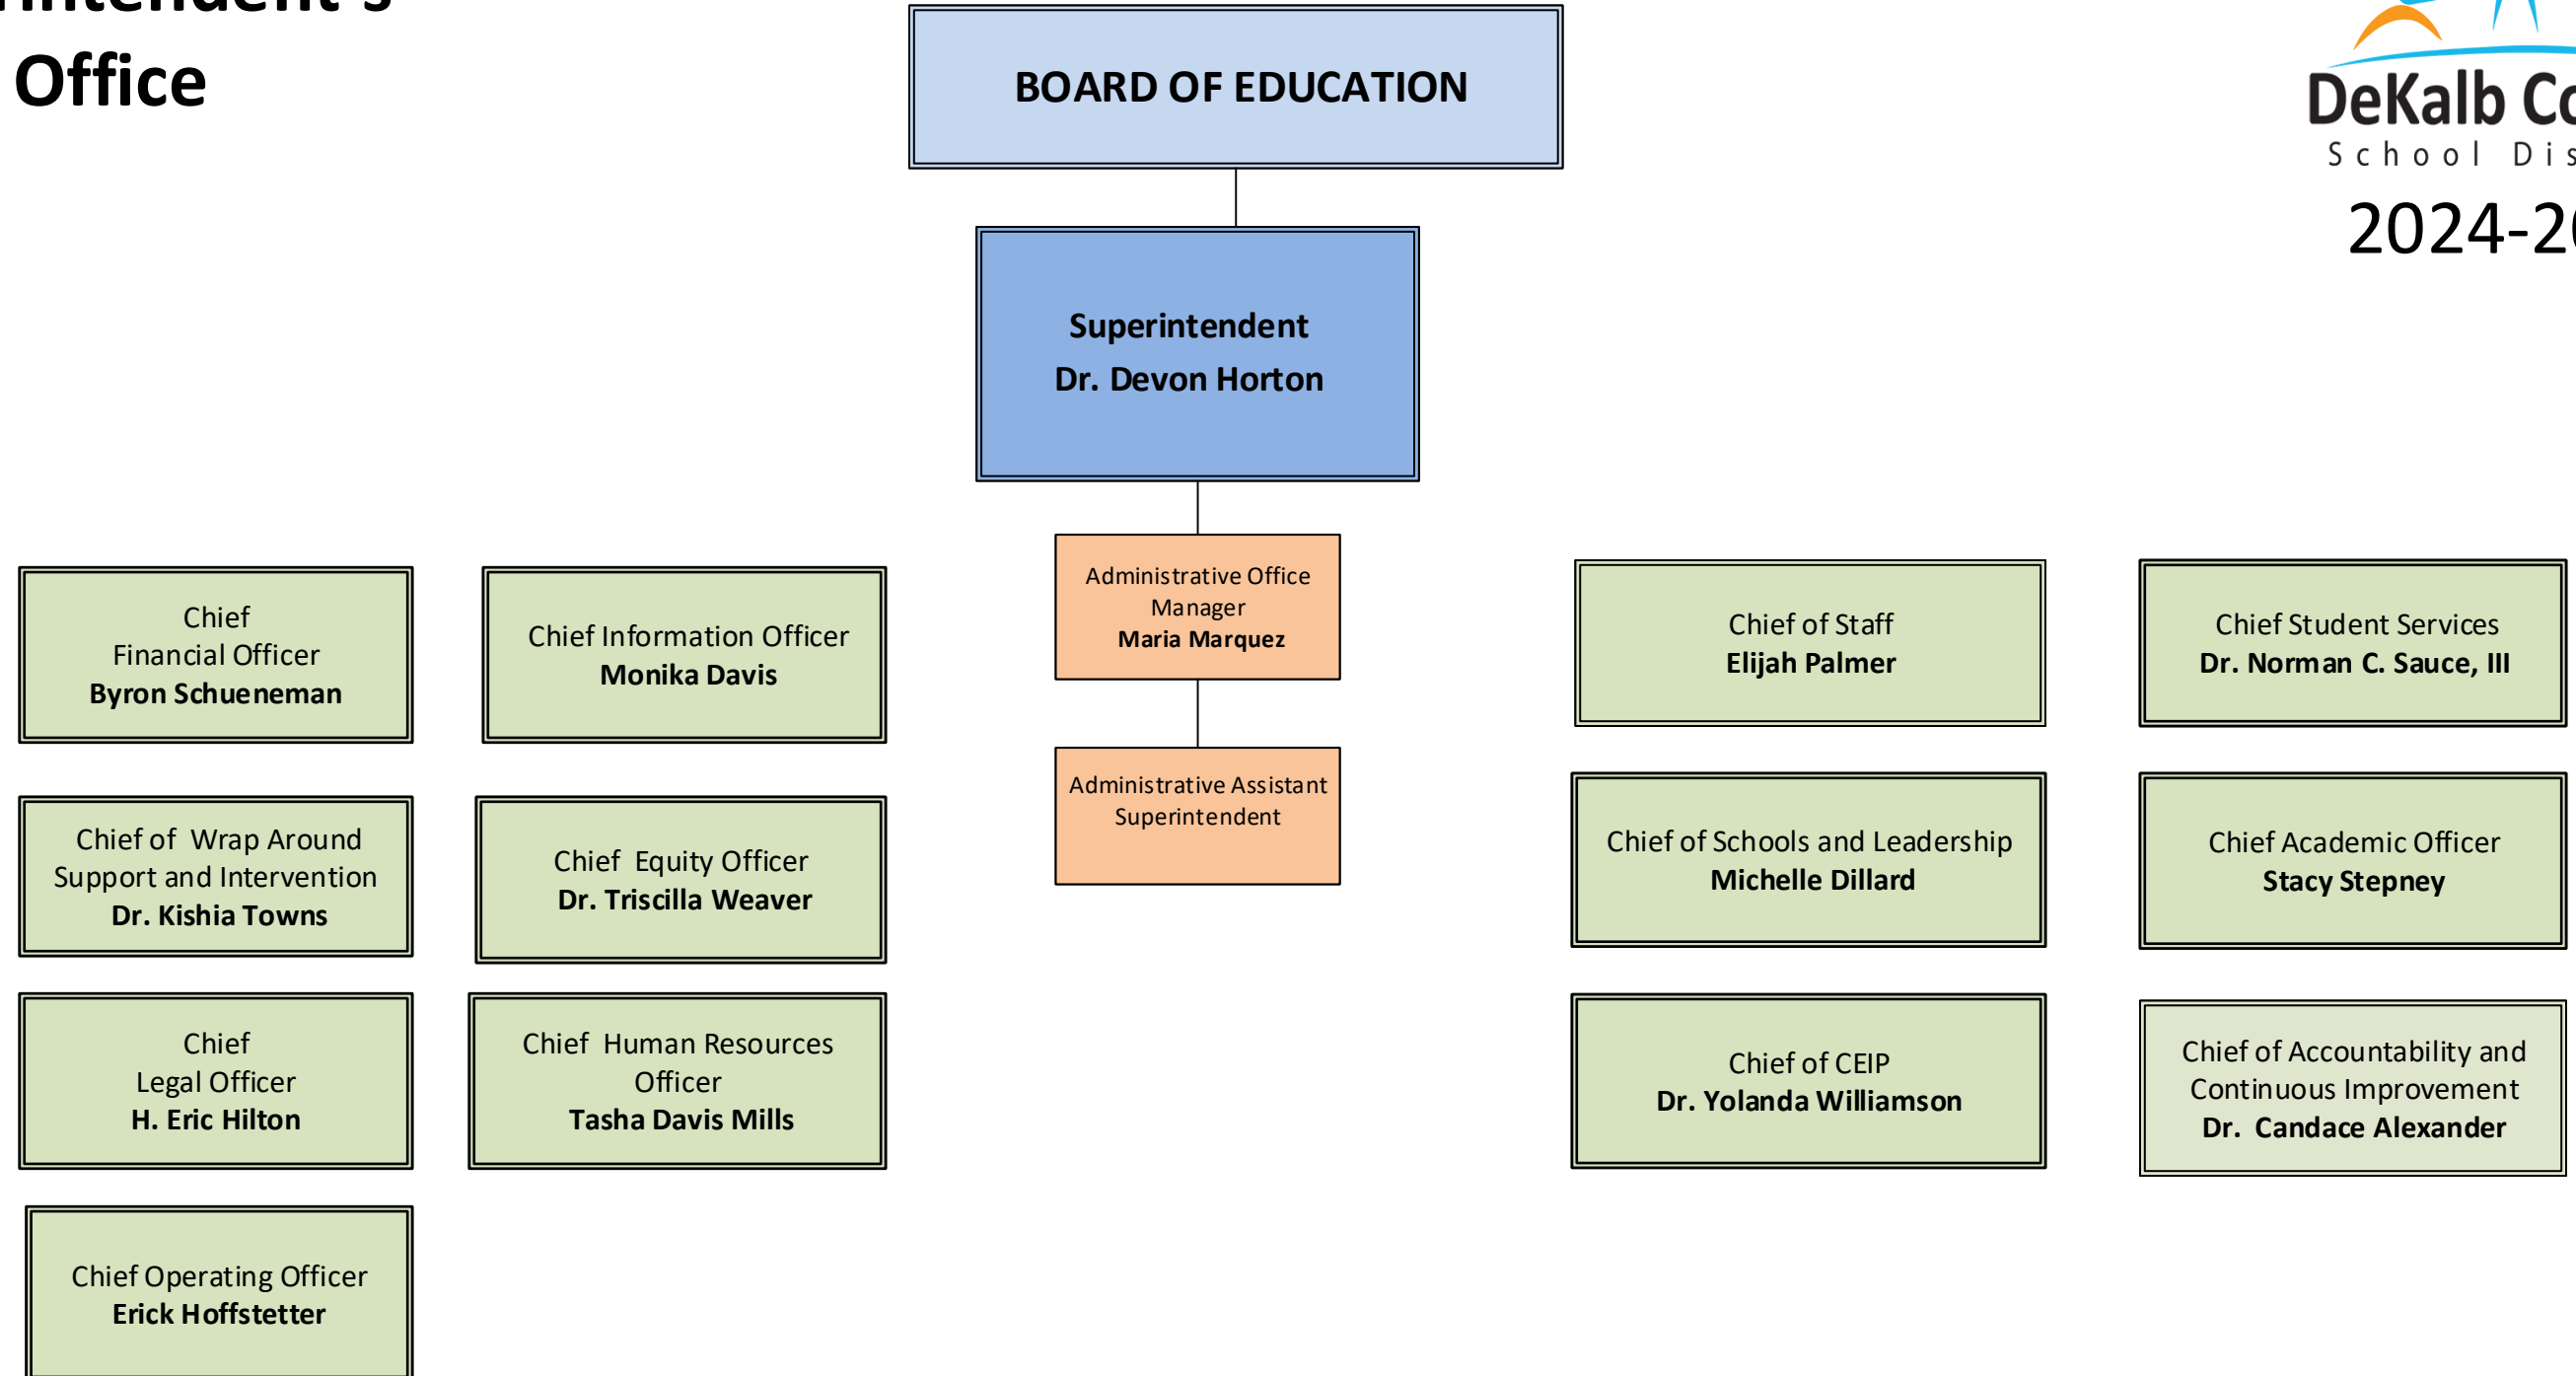 Office
BOARD OF EDUCATION
DeKalb
School
Superintendent
Dr. Devon Horton
Administrative Office
Manager
Maria Marquez
Administrative Assistant
Superintendent
Chief
Financial Officer
Byron Schueneman
Chief Information Officer
Monika Davis
Chief of Staff
Elijah Palmer
Chief Student Services
Dr. Norman C. Sauce, III
Chief of Wrap Around
Support and Intervention
Dr. Kishia Towns
Chief Equity Officer
Dr. Triscilla Weaver
Chief of Schools and Leadership
Michelle Dillard
Chief Academic Officer
Stacy Stepney
Chief
Legal Officer
H. Eric Hilton
Chief Human Resources
Officer
Tasha Davis Mills
Chief of CEIP
Dr. Yolanda Williamson
Chief of Accountability and
Continuous Improvement
Dr. Candace Alexander
Chief Operating Officer
Erick Hoffstetter